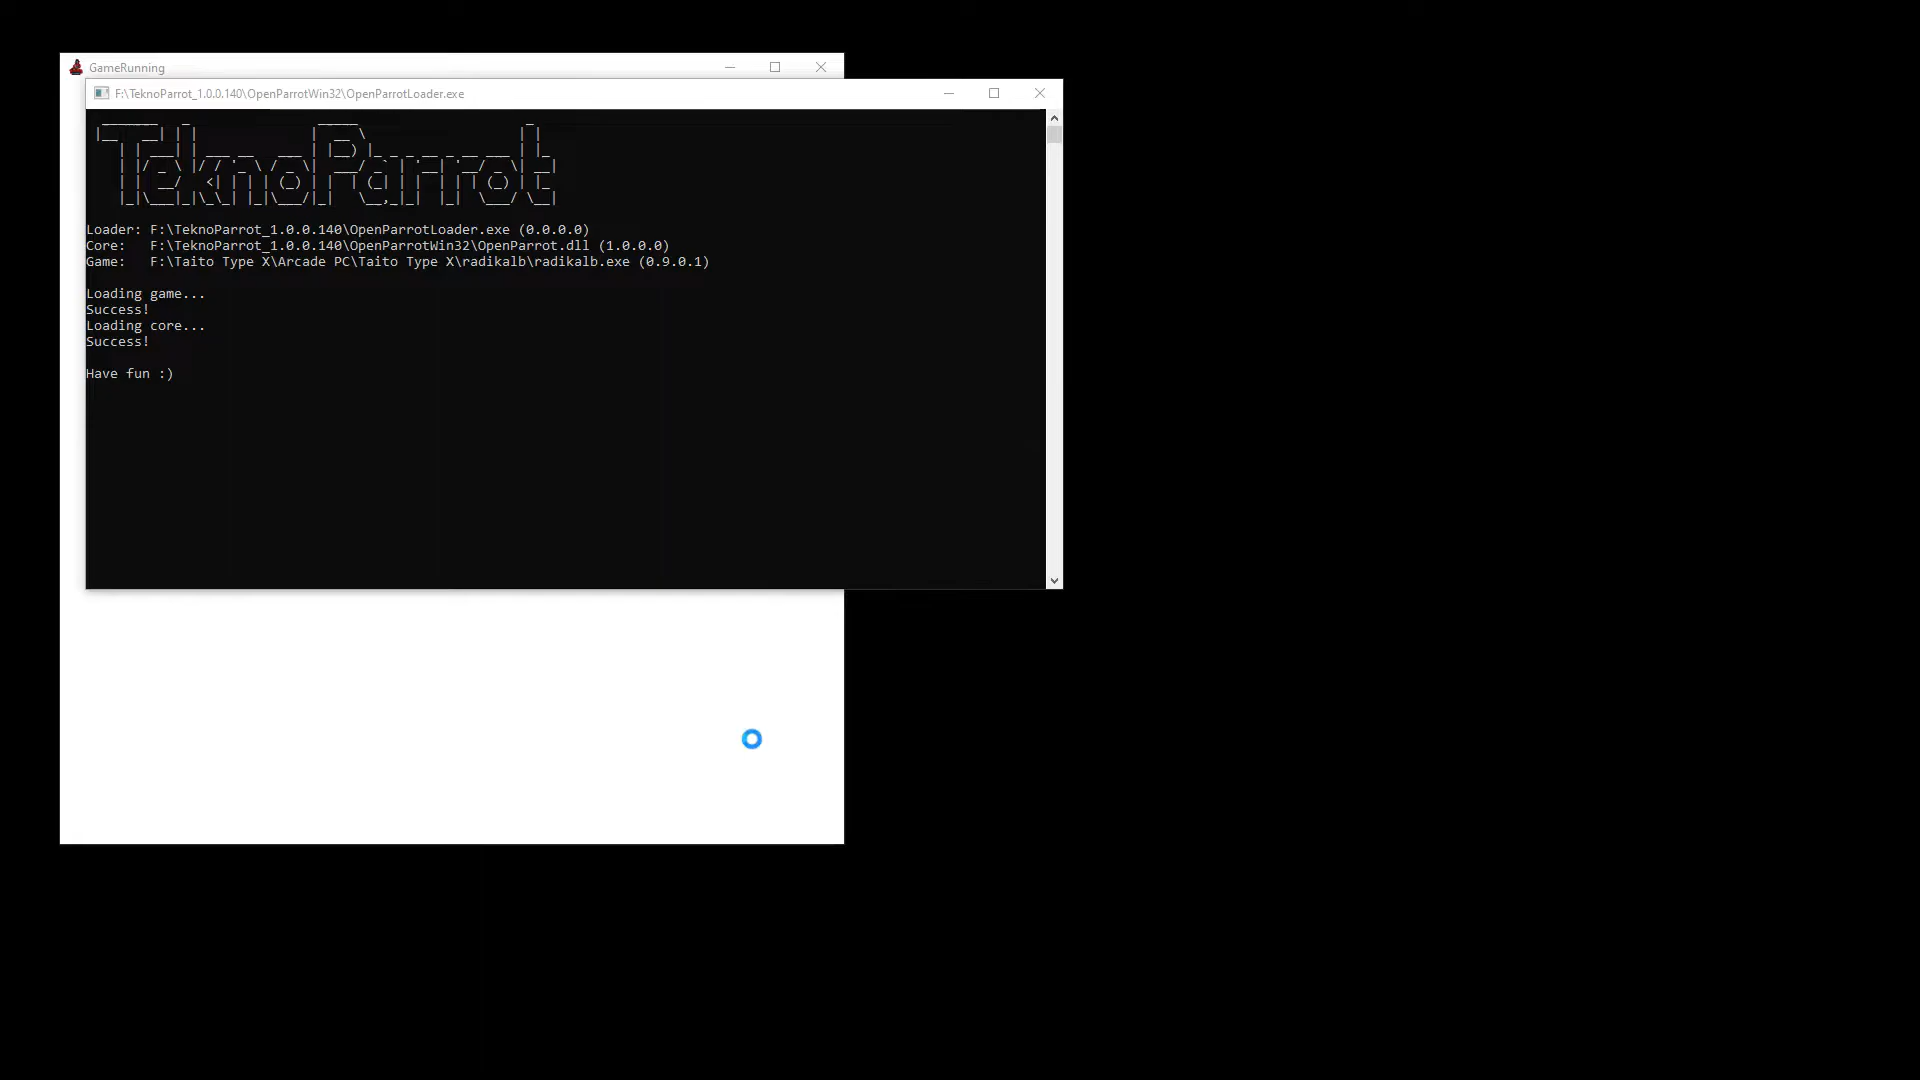 GameRunning
F:\TeknoParrot_1.0.0.140\OpenParrotWin32\OpenParrotLoader.exe
TeknoParrot
Loader: F:\TeknoParrot_1.0.0.140\OpenParrotLoader.exe (0.0.0.0)
Core:   F:\TeknoParrot_1.0.0.140\OpenParrotWin32\OpenParrot.dll (1.0.0.0)
Game:   F:\Taito Type X\Arcade PC\Taito Type X\radikalb\radikalb.exe (0.9.0.1)
Loading game...
Success!
Loading core...
Success!
Have fun :)